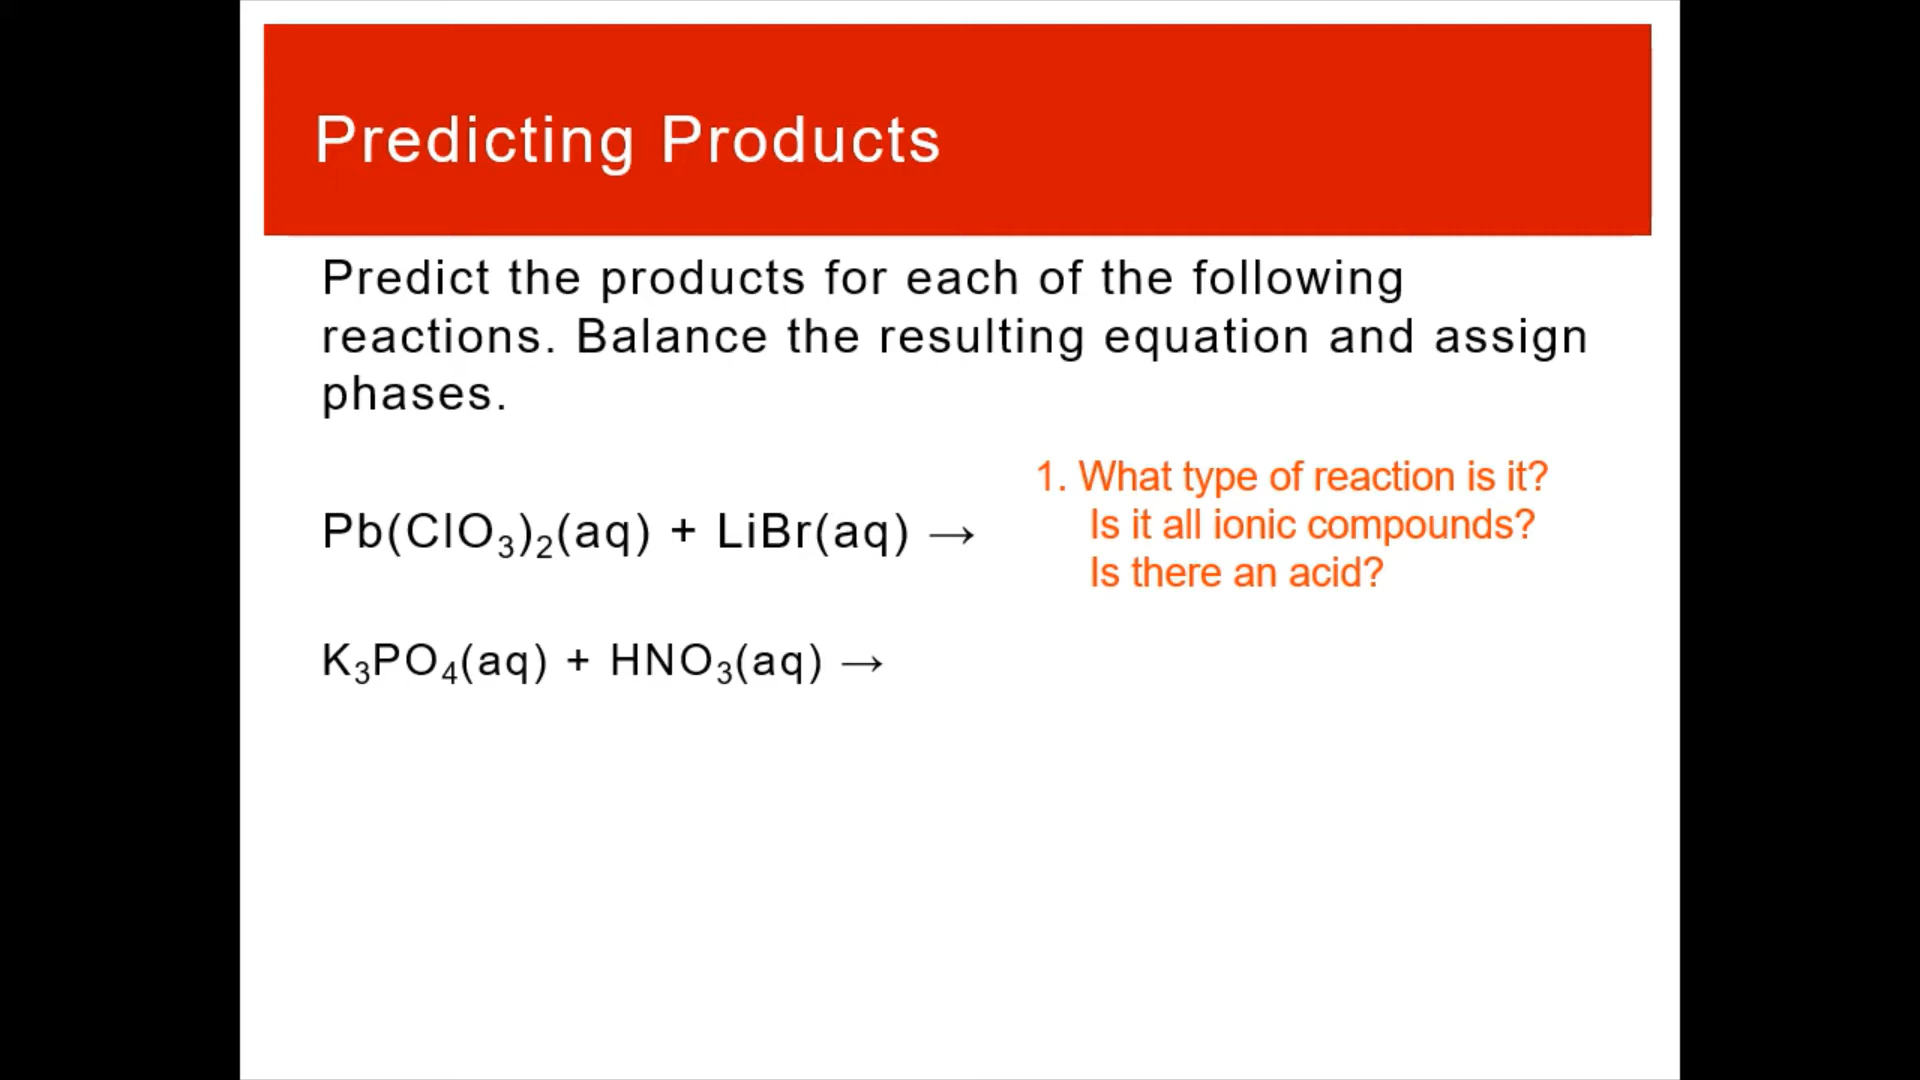 Predicting Products
Predict the products for each of the following
reactions. Balance the resulting equation and assign
phases.
1. What type of reaction is it?
Is it all ionic compounds?
Is there an acid?
Pb(ClO₃)₂(aq) + LiBr(aq) →
K₃PO₄(aq) + HNO₃(aq) →